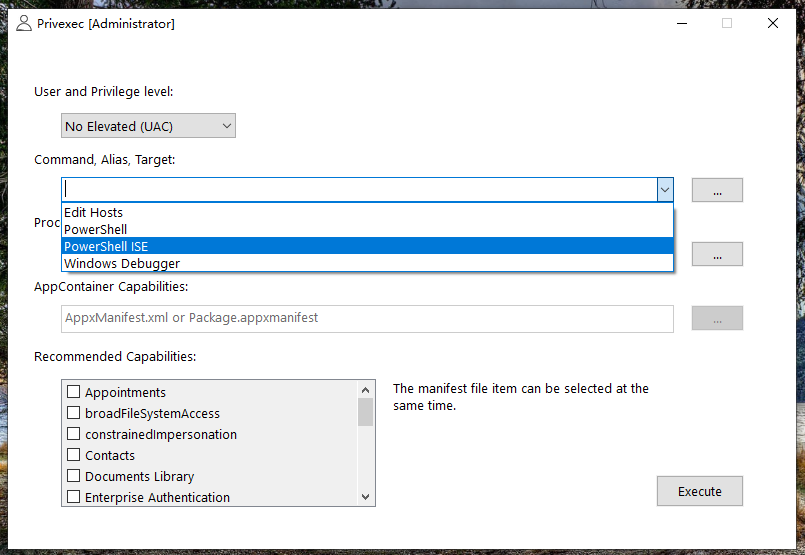 Privexec [Administrator]
User and Privilege level:
No Elevated (UAC)
Command, Alias, Target:
...
Edit Hosts
PowerShell
PowerShell ISE
Windows Debugger
Proc
...
AppContainer Capabilities:
AppxManifest.xml or Package.appxmanifest
...
Recommended Capabilities:
Appointments
broadFileSystemAccess
constrainedImpersonation
Contacts
Documents Library
Enterprise Authentication
The manifest file item can be selected at the
same time.
Execute